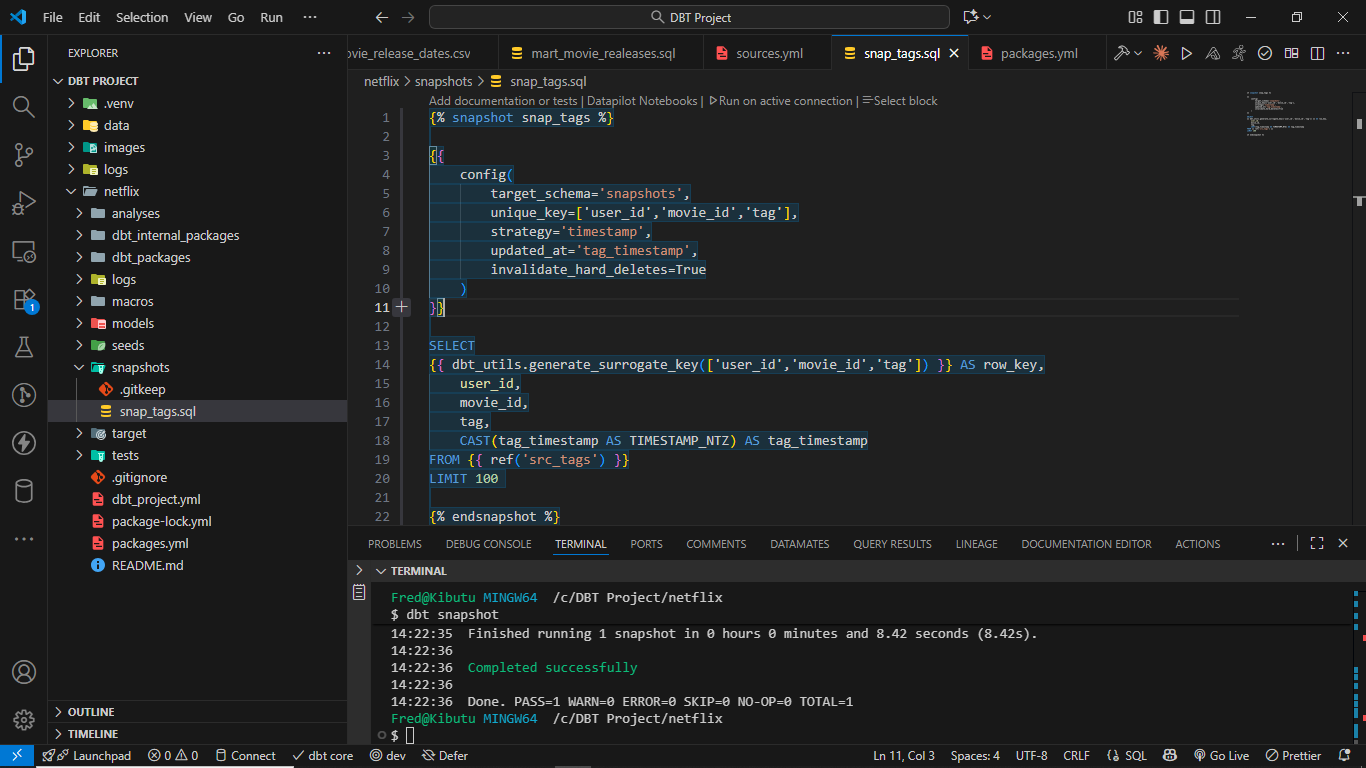 File Edit Selection View Go Run ···
DBT Project
EXPLORER
DBT PROJECT
.venv
data
images
logs
netflix
analyses
dbt_internal_packages
dbt_packages
logs
macros
models
seeds
snapshots
.gitkeep
snap_tags.sql
target
tests
.gitignore
dbt_project.yml
package-lock.yml
packages.yml
README.md
OUTLINE
TIMELINE
1
ovie_release_dates.csv mart_movie_realeases.sql sources.yml snap_tags.sql packages.yml
netflix > snapshots > snap_tags.sql
Add documentation or tests | Datapilot Notebooks | Run on active connection | Select block
1 {% snapshot snap_tags %}
2
3 {{
4 config(
5 target_schema='snapshots',
6 unique_key=['user_id','movie_id','tag'],
7 strategy='timestamp',
8 updated_at='tag_timestamp',
9 invalidate_hard_deletes=True
10 )
11 }}
12
13 SELECT
14 {{ dbt_utils.generate_surrogate_key(['user_id','movie_id','tag']) }} AS row_key,
15 user_id,
16 movie_id,
17 tag,
18 CAST(tag_timestamp AS TIMESTAMP_NTZ) AS tag_timestamp
19 FROM {{ ref('src_tags') }}
20 LIMIT 100
21
22 {% endsnapshot %}
PROBLEMS DEBUG CONSOLE TERMINAL PORTS COMMENTS DATAMATES QUERY RESULTS LINEAGE DOCUMENTATION EDITOR ACTIONS
TERMINAL
Fred@Kibutu MINGW64 /c/DBT Project/netflix
$ dbt snapshot
14:22:35 Finished running 1 snapshot in 0 hours 0 minutes and 8.42 seconds (8.42s).
14:22:36
14:22:36 Completed successfully
14:22:36
14:22:36 Done. PASS=1 WARN=0 ERROR=0 SKIP=0 NO-OP=0 TOTAL=1
Fred@Kibutu MINGW64 /c/DBT Project/netflix
$
Launchpad 0 0 Connect dbt core dev Defer Ln 11, Col 3 Spaces: 4 UTF-8 CRLF {} SQL Go Live Prettier